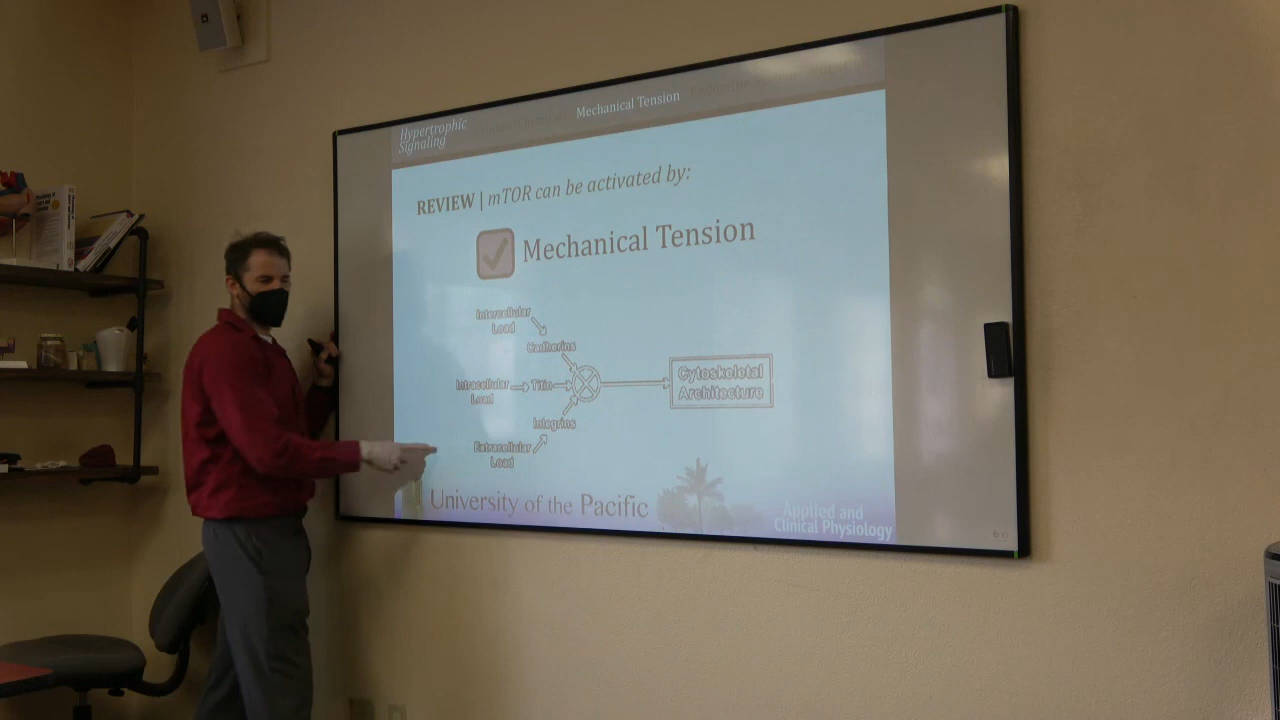 Hypertrophic
Signaling
Mechanical Tension
REVIEW | mTOR can be activated by:
Mechanical Tension
Intercellular
Load
Cadherins
Intracellular
Load
Titin
Integrins
Extracellular
Load
Cytoskeletal
Architecture
University of the Pacific
Applied and
Clinical Physiology